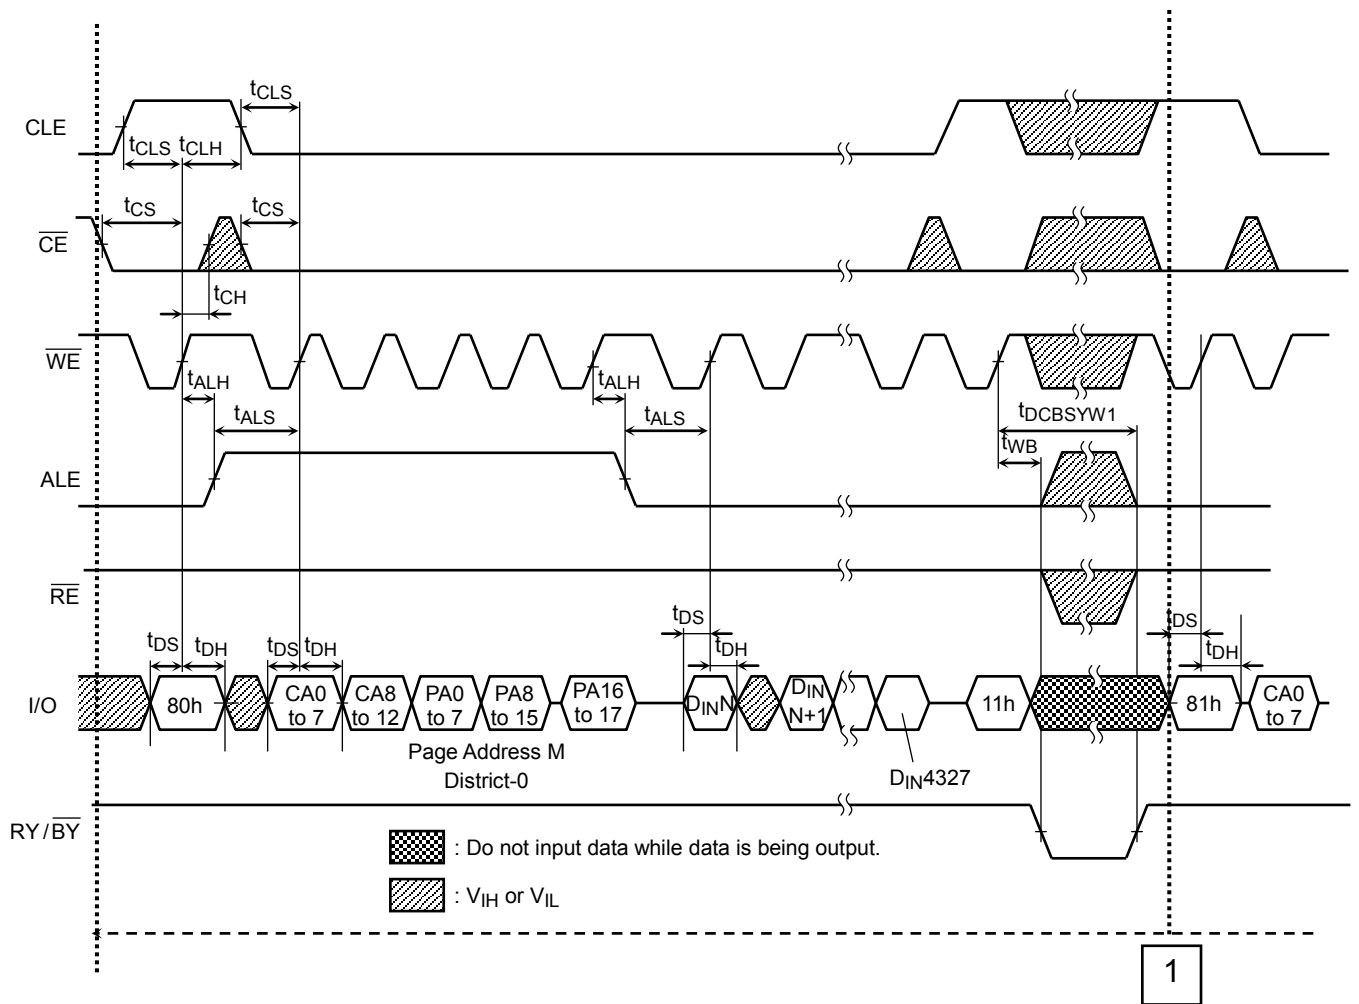 CLE
tCLS
tCLS
tCLH
CE
tCS
tCS
tCH
WE
tALH
tALS
tALH
tALS
tDCBSYW1
tWB
ALE
RE
tDS
tDH
tDS
tDH
tDS
tDH
tDS
tDH
I/O
80h
CA0
to 7
CA8
to 12
PA0
to 7
PA8
to 15
PA16
to 17
DINN
DIN
N+1
11h
81h
CA0
to 7
Page Address M
District-0
DIN4327
RY/BY
: Do not input data while data is being output.
: VIH or VIL
1